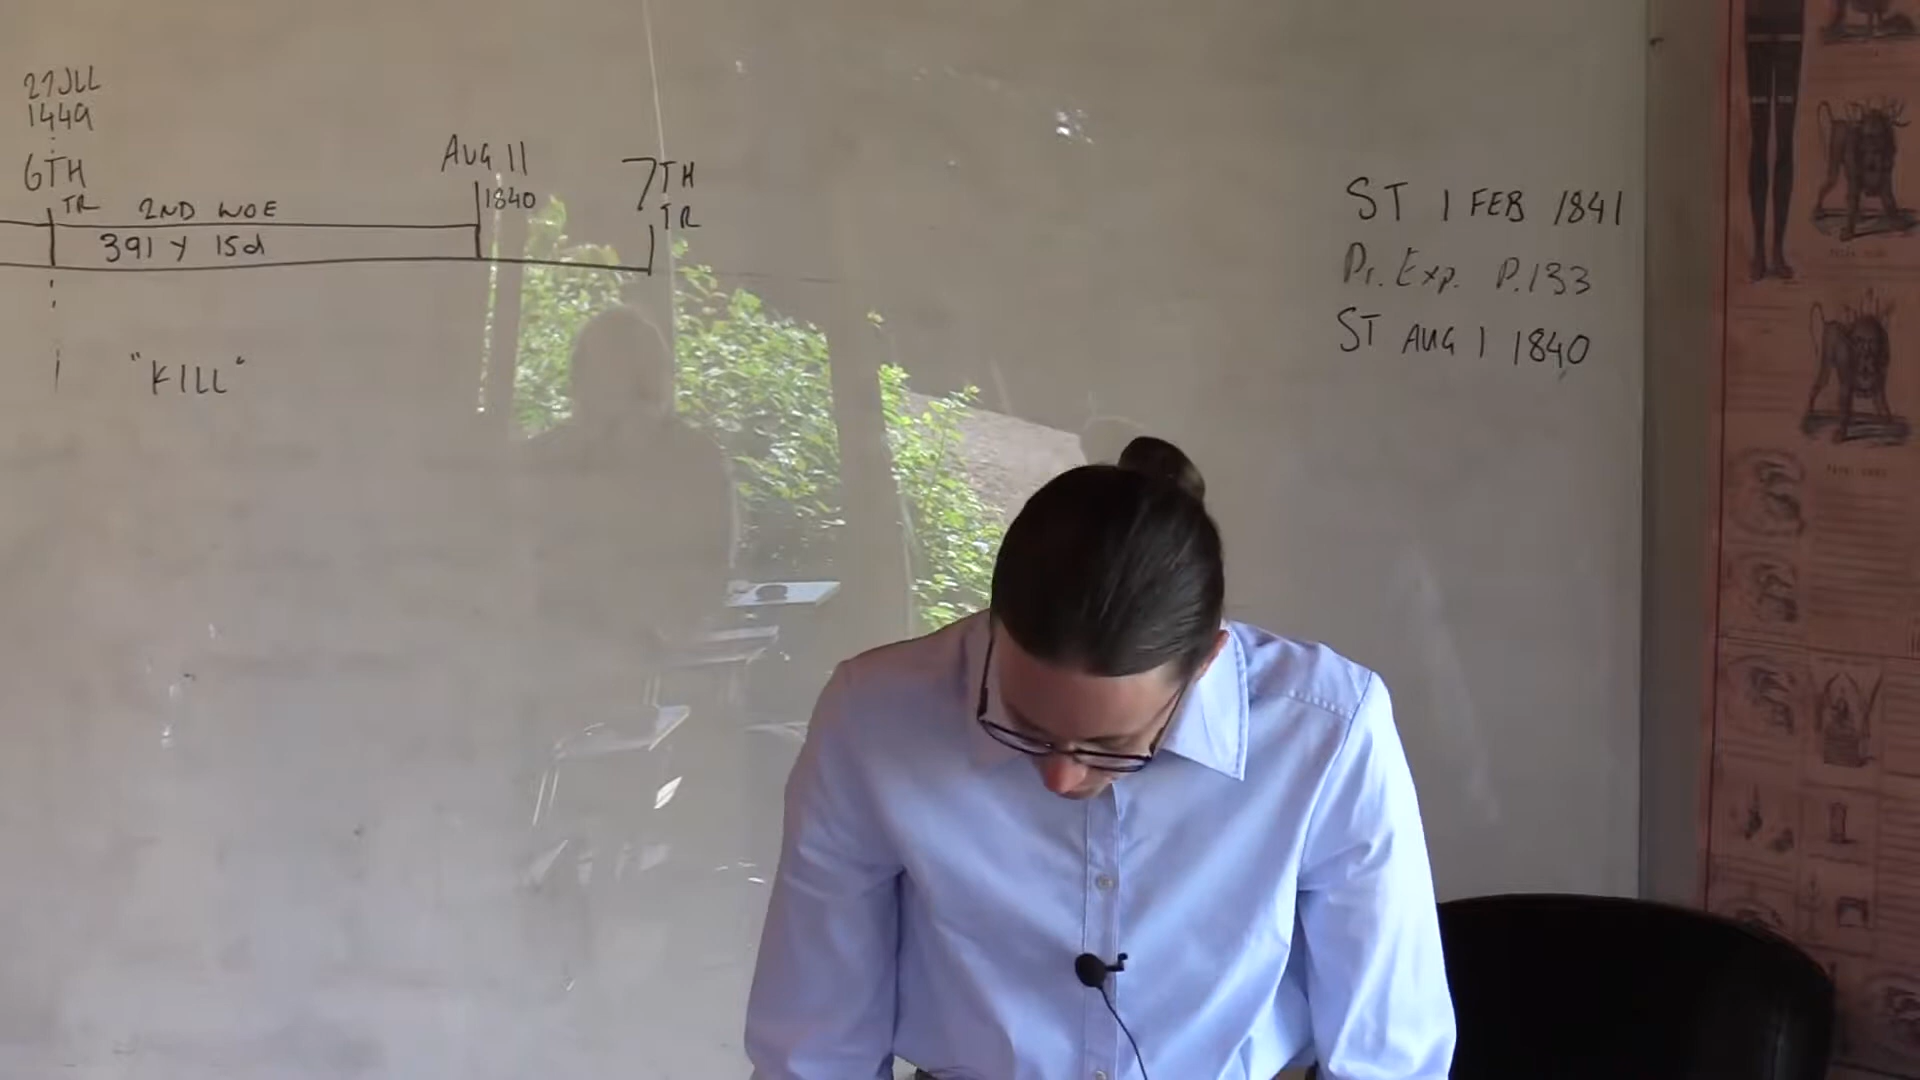 27 JUL
1449
6TH
TR
2ND WOE
391 Y 15d
AUG 11
1840
7TH
TR
"KILL"
ST 1 FEB 1841
Pr. Exp. P.133
ST AUG 1 1840